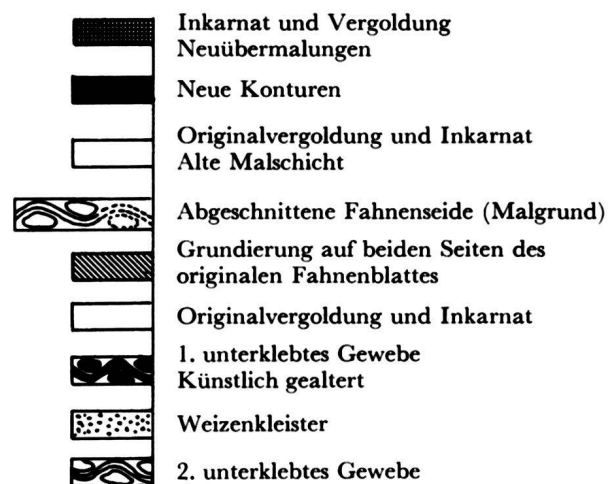 Inkarnat und Vergoldung
Neuübermalungen
Neue Konturen
Originalvergoldung und Inkarnat
Alte Malschicht
Abgeschnittene Fahnenseide (Malgrund)
Grundierung auf beiden Seiten des
originalen Fahnenblattes
Originalvergoldung und Inkarnat
1. unterklebtes Gewebe
Künstlich gealtert
Weizenkleister
2. unterklebtes Gewebe